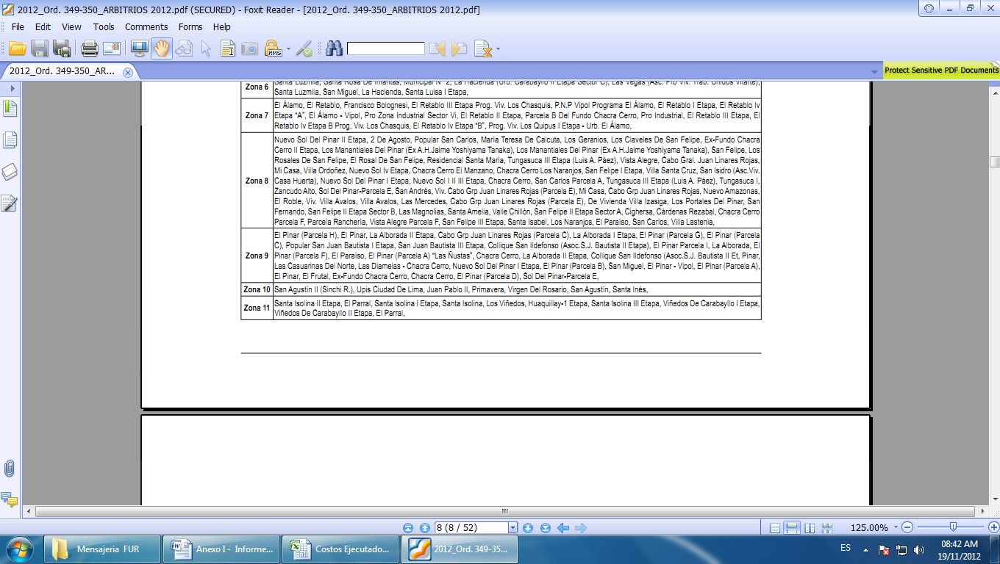 2012_Ord. 349-350_ARBITRIOS 2012.pdf (SECURED) - Foxit Reader - [2012_Ord. 349-350_ARBITRIOS 2012.pdf]
File Edit View Tools Comments Forms Help
RMS
2012_Ord. 349-350_AR... Protect Sensitive PDF Documents
Zona 6
Santa Luzmila, Santa Rosa De Infantas, Municipal N° 2, La Hacienda (Urb. Carabayllo II Etapa Sector C), Las Vegas (Asc. Pro Viv. Trab. Unidos Vitarte),
Santa Luzmila, San Miguel, La Hacienda, Santa Luisa I Etapa,
Zona 7
El Álamo, El Retablo, Francisco Bolognesi, El Retablo III Etapa Prog. Viv. Los Chasquis, P.N.P Vipol Programa El Álamo, El Retablo I Etapa, El Retablo Iv
Etapa "A", El Álamo - Vipol, Pro Zona Industrial Sector Vi, El Retablo II Etapa, Parcela B Del Fundo Chacra Cerro, Pro Industrial, El Retablo III Etapa, El
Retablo Iv Etapa B Prog. Viv. Los Chasquis, El Retablo Iv Etapa "B", Prog. Viv. Los Quipus I Etapa - Urb. El Álamo,
Zona 8
Nuevo Sol Del Pinar II Etapa, 2 De Agosto, Popular San Carlos, María Teresa De Calcuta, Los Geranios, Los Claveles De San Felipe, Ex-Fundo Chacra
Cerro II Etapa, Los Manantiales Del Pinar (Ex A.H.Jaime Yoshiyama Tanaka), Los Manantiales Del Pinar (Ex A.H.Jaime Yoshiyama Tanaka), San Felipe, Los
Rosales De San Felipe, El Rosal De San Felipe, Residencial Santa María, Tungasuca III Etapa (Luis A. Páez), Vista Alegre, Cabo Gral. Juan Linares Rojas,
Mi Casa, Villa Ordoñez, Nuevo Sol Iv Etapa, Chacra Cerro El Manzano, Chacra Cerro Los Naranjos, San Felipe I Etapa, Villa Santa Cruz, San Isidro (Asc.Viv.
Casa Huerta), Nuevo Sol Del Pinar I Etapa, Nuevo Sol I II III Etapa, Chacra Cerro, San Carlos Parcela A, Tungasuca III Etapa (Luis A. Páez), Tungasuca I,
Zancudo Alto, Sol Del Pinar-Parcela E, San Andrés, Viv. Cabo Grp Juan Linares Rojas (Parcela E), Mi Casa, Cabo Grp Juan Linares Rojas, Nuevo Amazonas,
El Roble, Viv. Villa Avalos, Villa Avalos, Las Mercedes, Cabo Grp Juan Linares Rojas (Parcela E), De Vivienda Villa Izasiga, Los Portales Del Pinar, San
Fernando, San Felipe II Etapa Sector B, Las Magnolias, Santa Amelia, Valle Chillón, San Felipe II Etapa Sector A, Cighersa, Cárdenas Rezabal, Chacra Cerro
Parcela F, Parcela Ranchería, Vista Alegre Parcela F, San Felipe III Etapa, Santa Isabel, Los Naranjos, El Paraíso, San Carlos, Villa Lastenia,
Zona 9
El Pinar (Parcela H), El Pinar, La Alborada II Etapa, Cabo Grp Juan Linares Rojas (Parcela C), La Alborada I Etapa, El Pinar (Parcela G), El Pinar (Parcela
C), Popular San Juan Bautista I Etapa, San Juan Bautista III Etapa, Collique San Ildefonso (Asoc.S.J. Bautista II Etapa), El Pinar Parcela I, La Alborada, El
Pinar (Parcela F), El Paraíso, El Pinar (Parcela A) "Las Ñustas", Chacra Cerro, La Alborada II Etapa, Collique San Ildefonso (Asoc.S.J. Bautista II Et, Pinar,
Las Casuarinas Del Norte, Las Diamelas - Chacra Cerro, Nuevo Sol Del Pinar I Etapa, El Pinar (Parcela B), San Miguel, El Pinar - Vipol, El Pinar (Parcela A),
El Pinar, El Frutal, Ex-Fundo Chacra Cerro, Chacra Cerro, El Pinar (Parcela D), Sol Del Pinar-Parcela E,
Zona 10 San Agustín II (Sinchi R.), Upis Ciudad De Lima, Juan Pablo II, Primavera, Virgen Del Rosario, San Agustín, Santa Inés,
Zona 11
Santa Isolina II Etapa, El Parral, Santa Isolina I Etapa, Santa Isolina, Los Viñedos, Huaquillay-1 Etapa, Santa Isolina III Etapa, Viñedos De Carabayllo I Etapa,
Viñedos De Carabayllo II Etapa, El Parral,
8 (8 / 52) 125.00%
Mensajeria FUR Anexo I - Informe... Costos Ejecutado... 2012_Ord. 349-35... ES 08:42 AM
19/11/2012